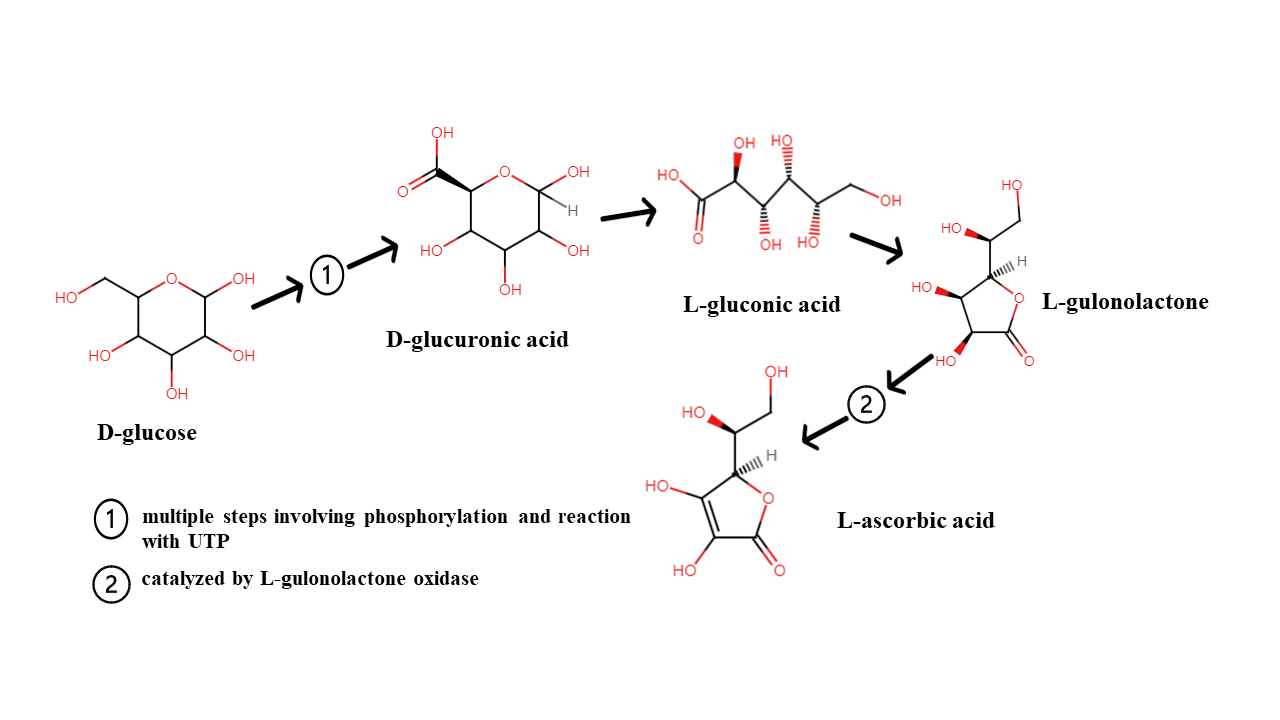 OH
O
OH
O
OH
H
HO
OH
OH
D-glucuronic acid
HO
OH
HO
O
OH
HO
OH
L-gluconic acid
HO
HO
H
HO
O
HO
O
L-gulonolactone
HO
O
OH
HO
OH
OH
D-glucose
1
2
OH
HO
H
HO
O
HO
O
L-ascorbic acid
1 multiple steps involving phosphorylation and reaction
with UTP
2 catalyzed by L-gulonolactone oxidase